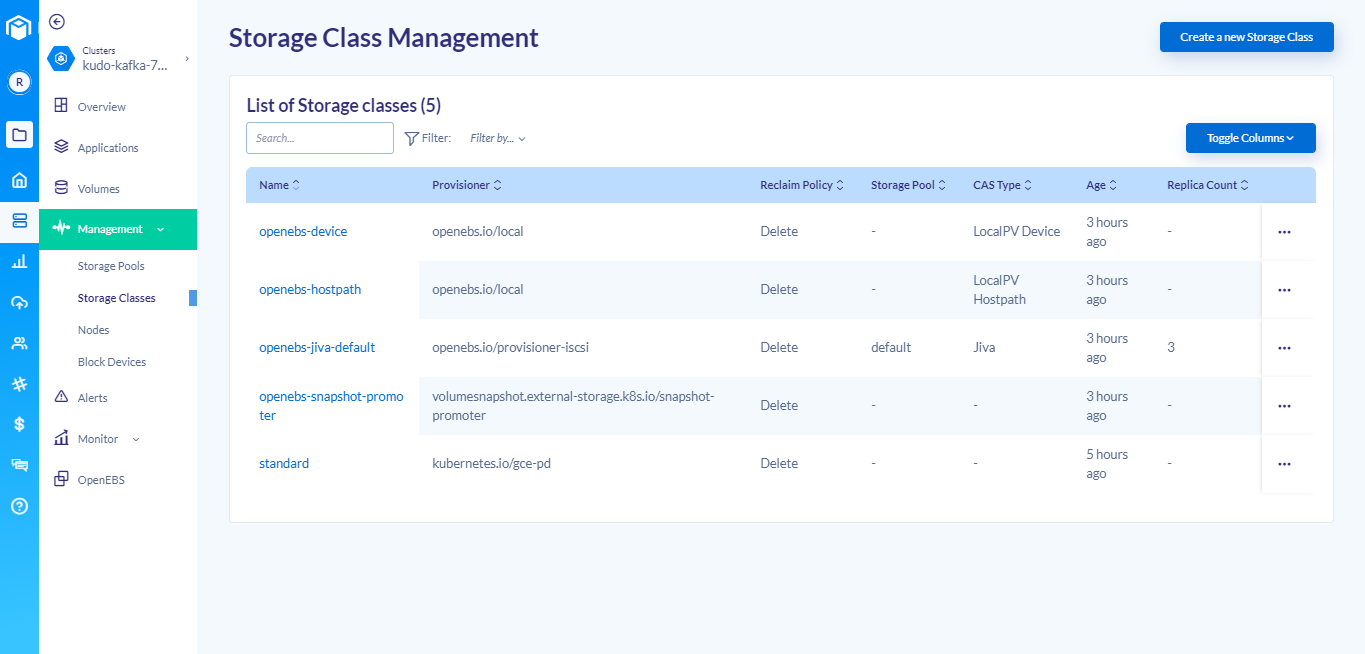 R
Clusters
kudo-kafka-7...
Overview
Applications
Volumes
Management
Storage Pools
Storage Classes
Nodes
Block Devices
Alerts
Monitor
OpenEBS
Storage Class Management
Create a new Storage Class
List of Storage classes (5)
Search...
Filter:
Filter by...
Toggle Columns
Name Provisioner Reclaim Policy Storage Pool CAS Type Age Replica Count
openebs-device openebs.io/local Delete - LocalPV Device 3 hours ago -
openebs-hostpath openebs.io/local Delete - LocalPV Hostpath 3 hours ago -
openebs-jiva-default openebs.io/provisioner-iscsi Delete default Jiva 3 hours ago 3
openebs-snapshot-promo
ter volumesnapshot.external-storage.k8s.io/snapshot-
promoter Delete - - 3 hours ago -
standard kubernetes.io/gce-pd Delete - - 5 hours ago -